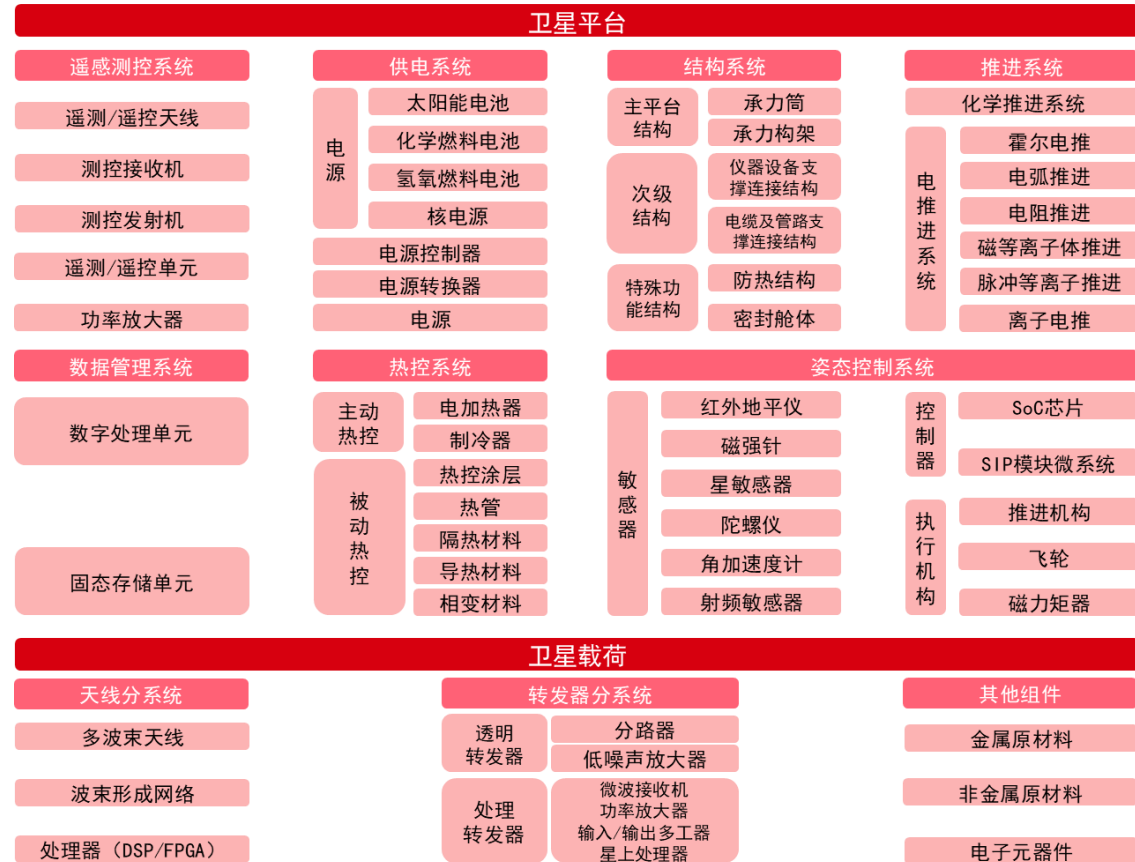 卫星平台
遥感测控系统
遥测/遥控天线
测控接收机
测控发射机
遥测/遥控单元
功率放大器
供电系统
电源
太阳能电池
化学燃料电池
氢氧燃料电池
核电源
电源控制器
电源转换器
电源
结构系统
主平台
结构
承力筒
承力构架
次级
结构
仪器设备支
撑连接结构
电缆及管路支
撑连接结构
特殊功
能结构
防热结构
密封舱体
推进系统
化学推进系统
电推进系统
霍尔电推
电弧推进
电阻推进
磁等离子体推进
脉冲等离子推进
离子电推
数据管理系统
数字处理单元
固态存储单元
热控系统
主动
热控
电加热器
制冷器
被动热控
热控涂层
热管
隔热材料
导热材料
相变材料
姿态控制系统
敏感器
红外地平仪
磁强针
星敏感器
陀螺仪
角加速度计
射频敏感器
控制器
SoC芯片
SIP模块微系统
执行机构
推进机构
飞轮
磁力矩器
卫星载荷
天线分系统
多波束天线
波束形成网络
处理器（DSP/FPGA）
转发器分系统
透明
转发器
分路器
低噪声放大器
处理
转发器
微波接收机
功率放大器
输入/输出多工器
星上处理器
其他组件
金属原材料
非金属原材料
电子元器件